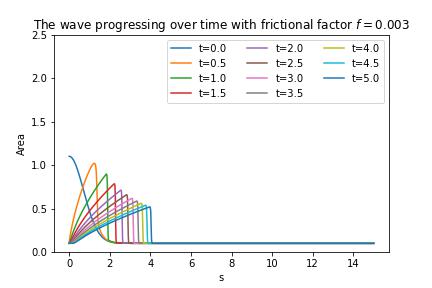 The wave progressing over time with frictional factor f = 0.003
2.5
2.0
1.5
1.0
0.5
0.0
Area
t=0.0 t=2.0 t=4.0
t=0.5 t=2.5 t=4.5
t=1.0 t=3.0 t=5.0
t=1.5 t=3.5
0 2 4 6 8 10 12 14
s